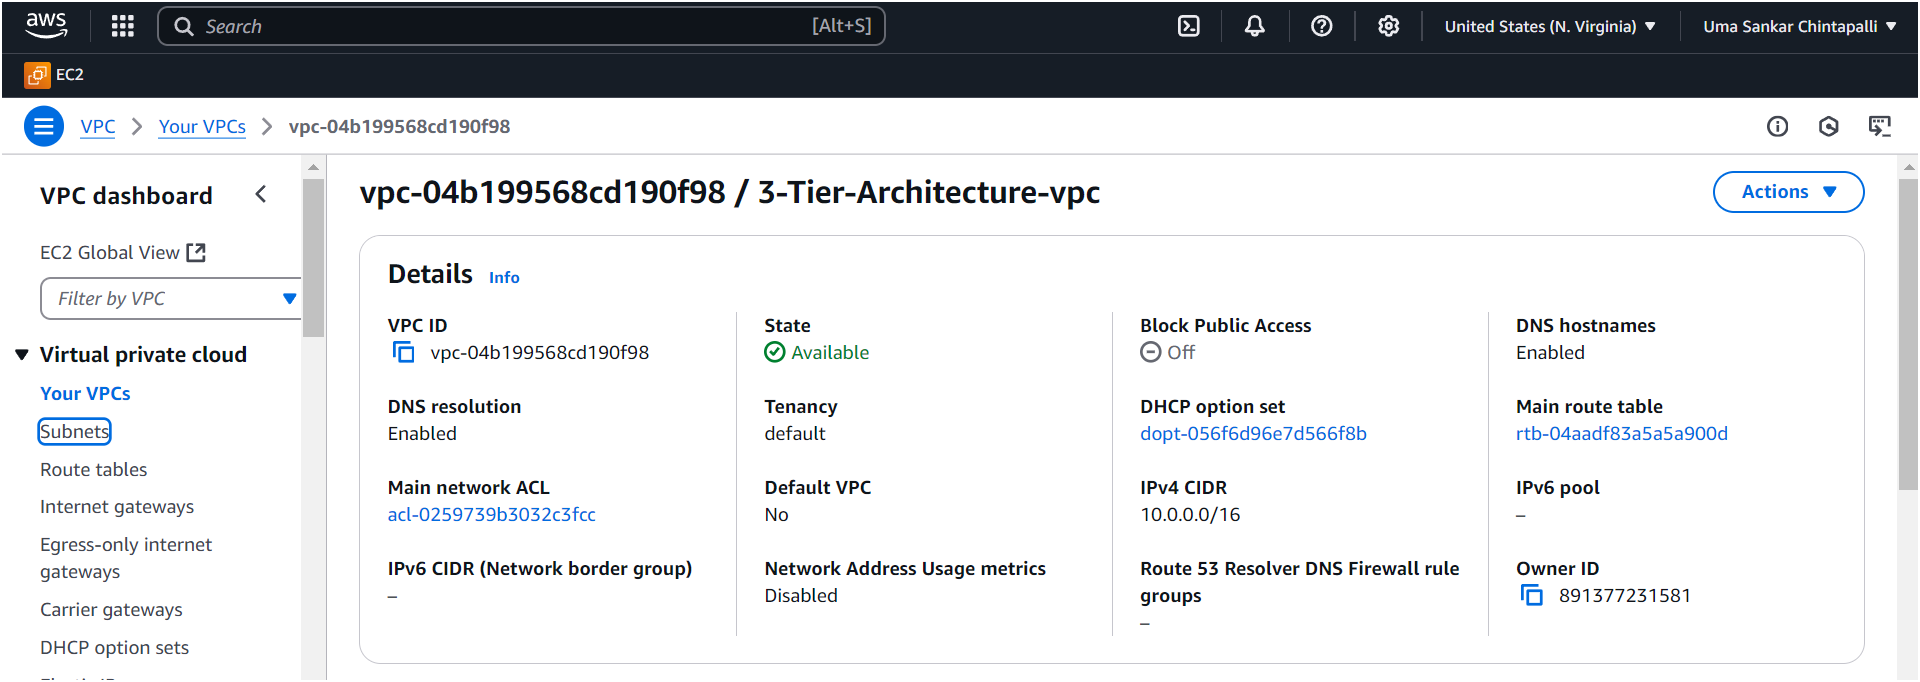 aws
Search [Alt+S]
United States (N. Virginia)
Uma Sankar Chintapalli
EC2
VPC
Your VPCs
vpc-04b199568cd190f98
VPC dashboard
EC2 Global View
Filter by VPC
Virtual private cloud
Your VPCs
Subnets
Route tables
Internet gateways
Egress-only internet
gateways
Carrier gateways
DHCP option sets
vpc-04b199568cd190f98 / 3-Tier-Architecture-vpc
Actions
Details Info
VPC ID
vpc-04b199568cd190f98
State
Available
Block Public Access
Off
DNS hostnames
Enabled
DNS resolution
Enabled
Tenancy
default
DHCP option set
dopt-056f6d96e7d566f8b
Main route table
rtb-04aadf83a5a5a900d
Main network ACL
acl-0259739b3032c3fcc
Default VPC
No
IPv4 CIDR
10.0.0.0/16
IPv6 pool
–
IPv6 CIDR (Network border group)
–
Network Address Usage metrics
Disabled
Route 53 Resolver DNS Firewall rule
groups
–
Owner ID
891377231581